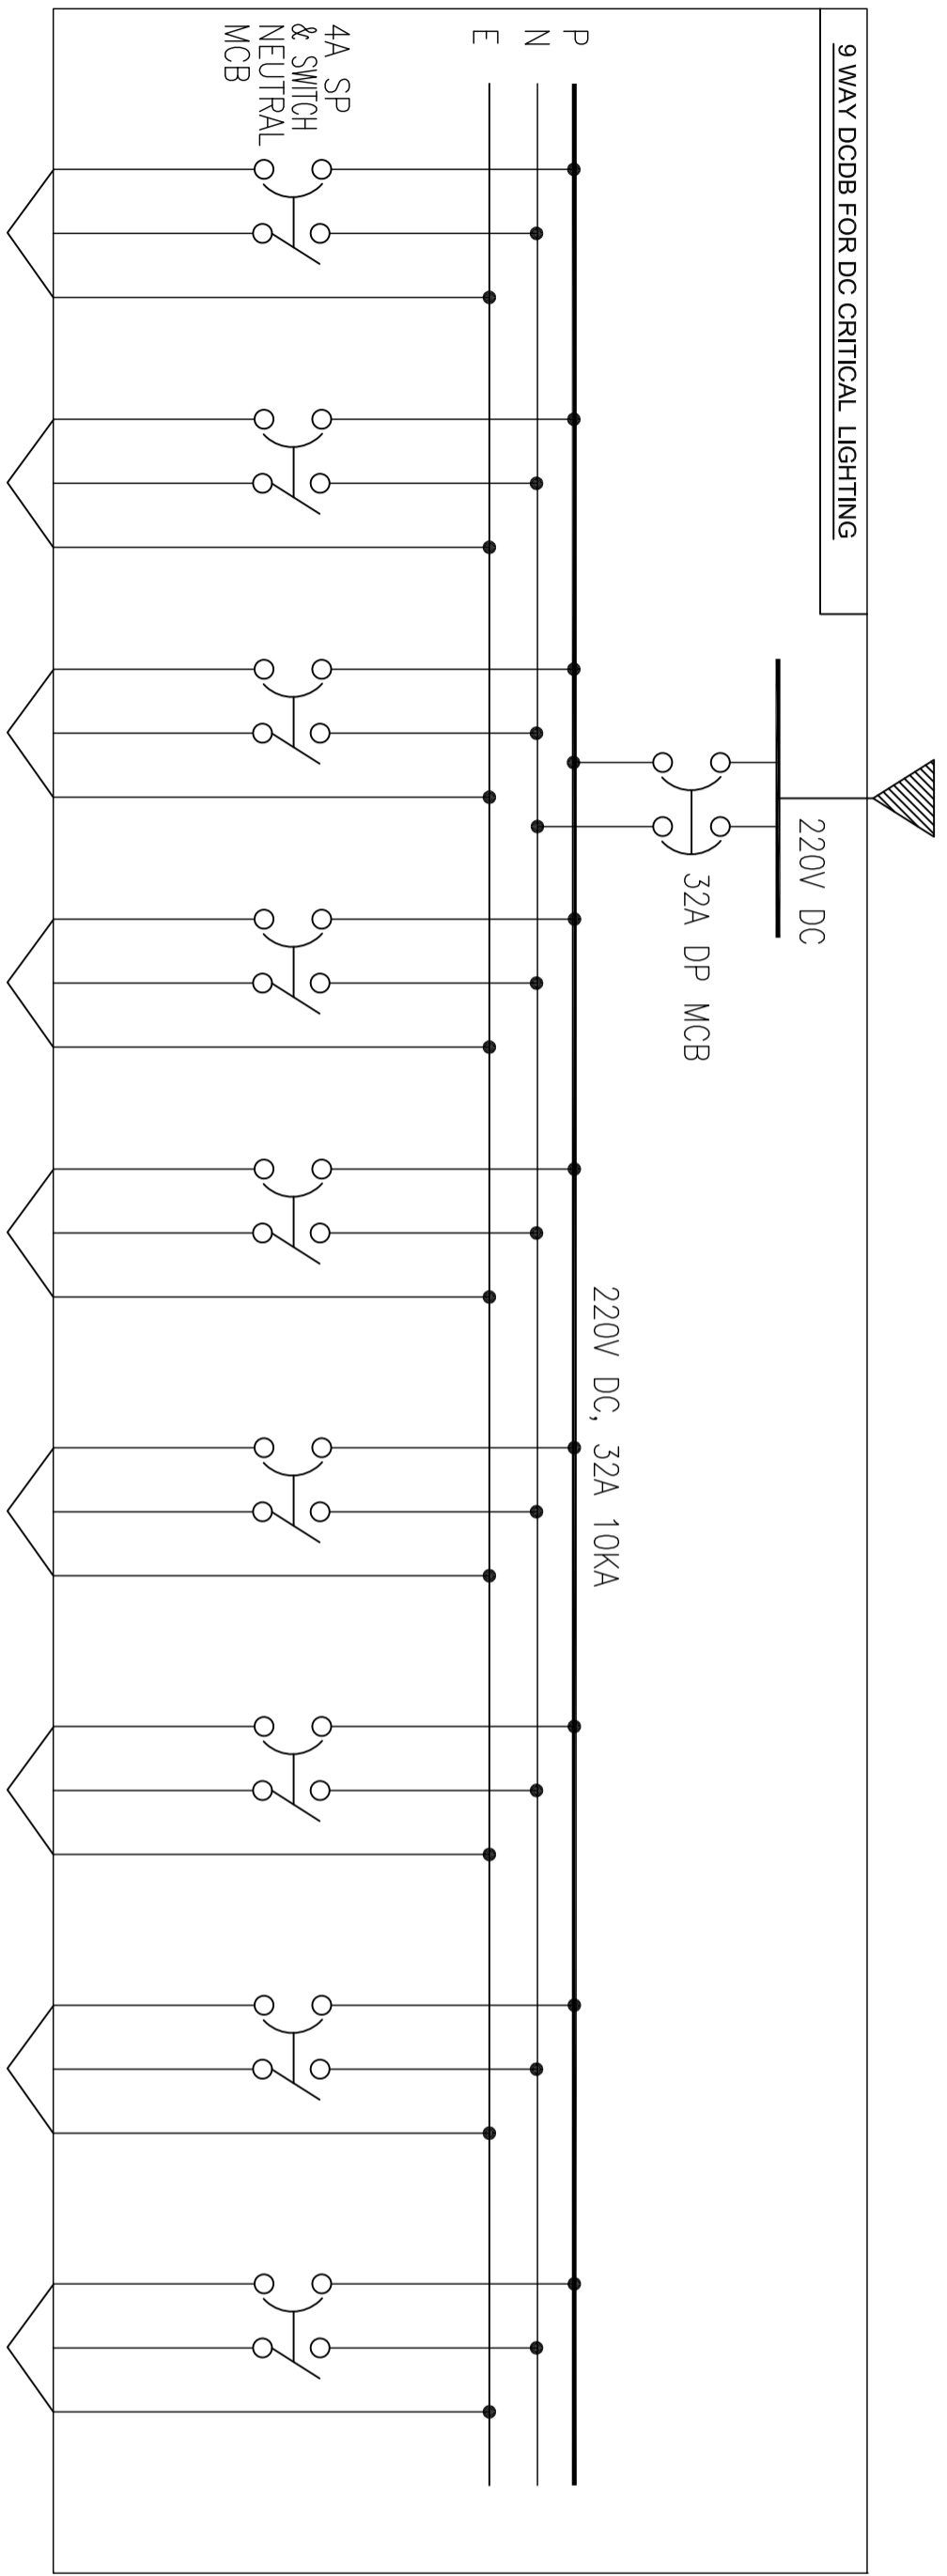 9 WAY DCDB FOR DC CRITICAL LIGHTING
220V DC
32A DP MCB
220V DC, 32A 10KA
P
N
E
4A SP
& SWITCH
NEUTRAL
MCB